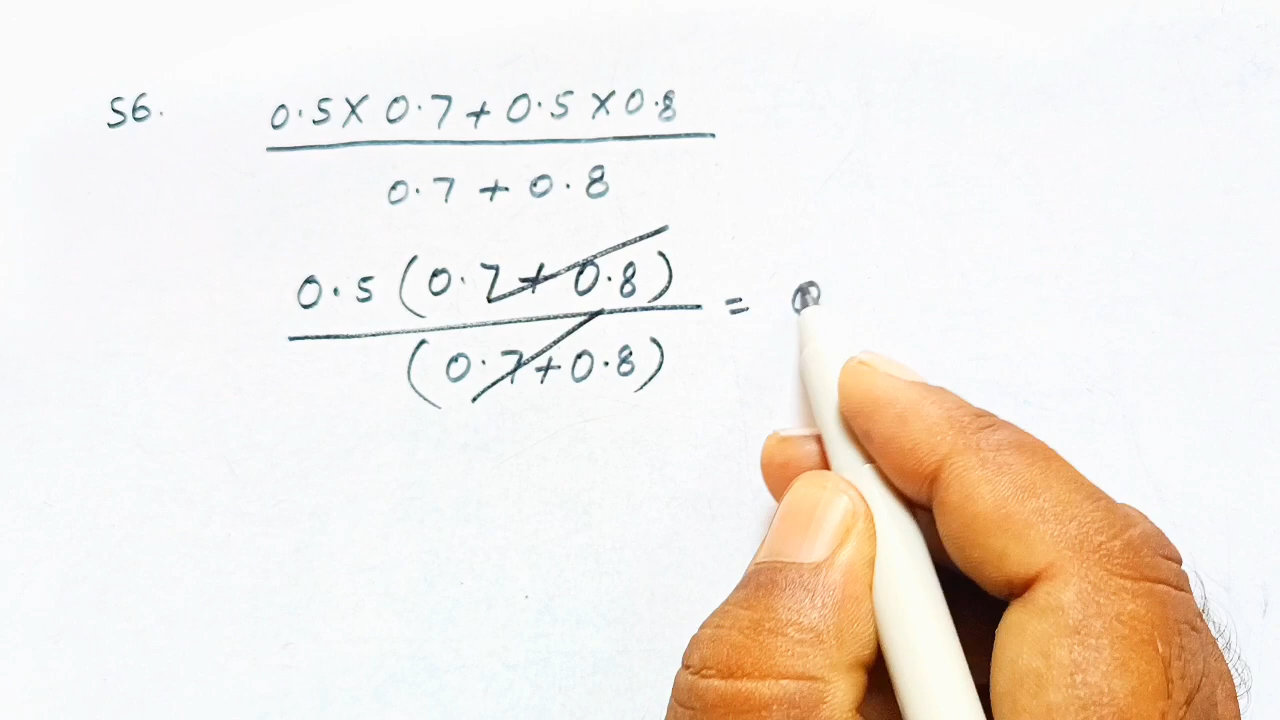 56. 0.5 × 0.7 + 0.5 × 0.8
0.7 + 0.8
0.5 (0.7 + 0.8)
=
(0.7 + 0.8)